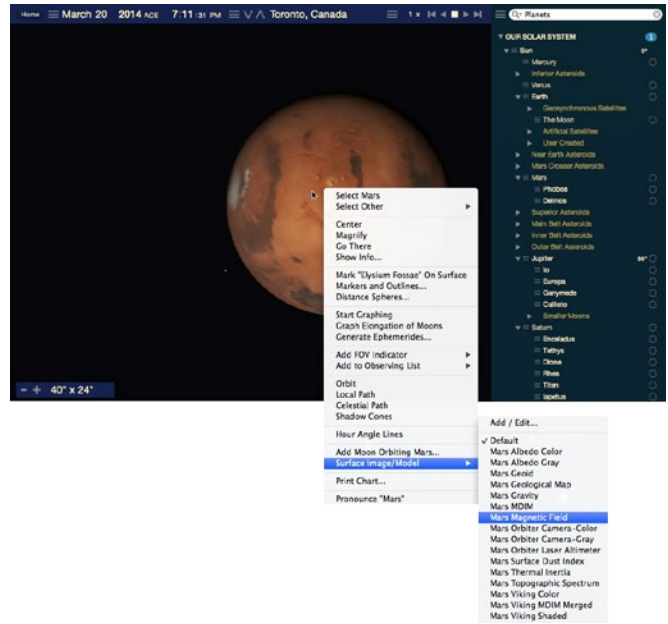 Home March 20 2014 ACE 7:11:31 PM Toronto, Canada 1 x
Planets
OUR SOLAR SYSTEM 1
Sun
Mercury
Inferior Asteroids
Venus
Earth
Geosynchronous Satellites
The Moon
Artificial Satellites
User Created
Near Earth Asteroids
Mars Crosser Asteroids
Mars
Phobos
Deimos
Superior Asteroids
Main Belt Asteroids
Inner Belt Asteroids
Outer Belt Asteroids
Jupiter
Io
Europa
Ganymede
Callisto
Smaller Moons
Saturn
Enceladus
Tethys
Dione
Rhea
Titan
Iapetus
Select Mars
Select Other
Center
Magnify
Go There
Show Info...
Mark "Elysium Fossae" On Surface
Markers and Outlines...
Distance Spheres...
Start Graphing
Graph Elongation of Moons
Generate Ephemerides...
Add FOV Indicator
Add to Observing List
Orbit
Local Path
Celestial Path
Shadow Cones
Hour Angle Lines
Add Moon Orbiting Mars...
Surface Image/Model
Print Chart...
Pronounce "Mars"
- + 40" x 24"
Add / Edit...
✓ Default
Mars Albedo Color
Mars Albedo Gray
Mars Geoid
Mars Geological Map
Mars Gravity
Mars MDIM
Mars Magnetic Field
Mars Orbiter Camera-Color
Mars Orbiter Camera-Gray
Mars Orbiter Laser Altimeter
Mars Surface Dust Index
Mars Thermal Inertia
Mars Topographic Spectrum
Mars Viking Color
Mars Viking MDIM Merged
Mars Viking Shaded